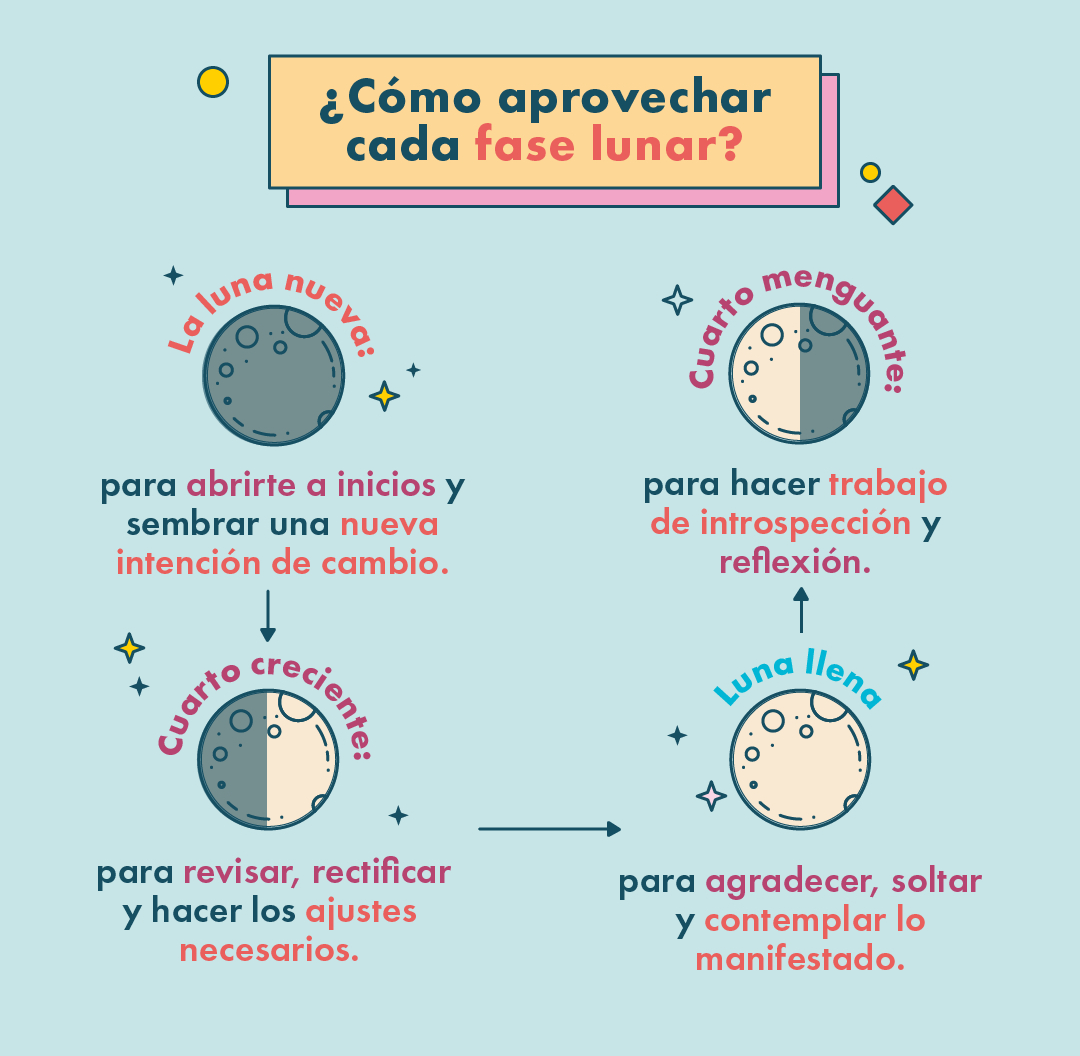 ¿Cómo aprovechar
cada fase lunar?
La luna nueva:
para abrirte a inicios y
sembrar una nueva
intención de cambio.
Cuarto creciente:
para revisar, rectificar
y hacer los ajustes
necesarios.
Luna llena
para agradecer, soltar
y contemplar lo
manifestado.
Cuarto menguante:
para hacer trabajo
de introspección y
reflexión.